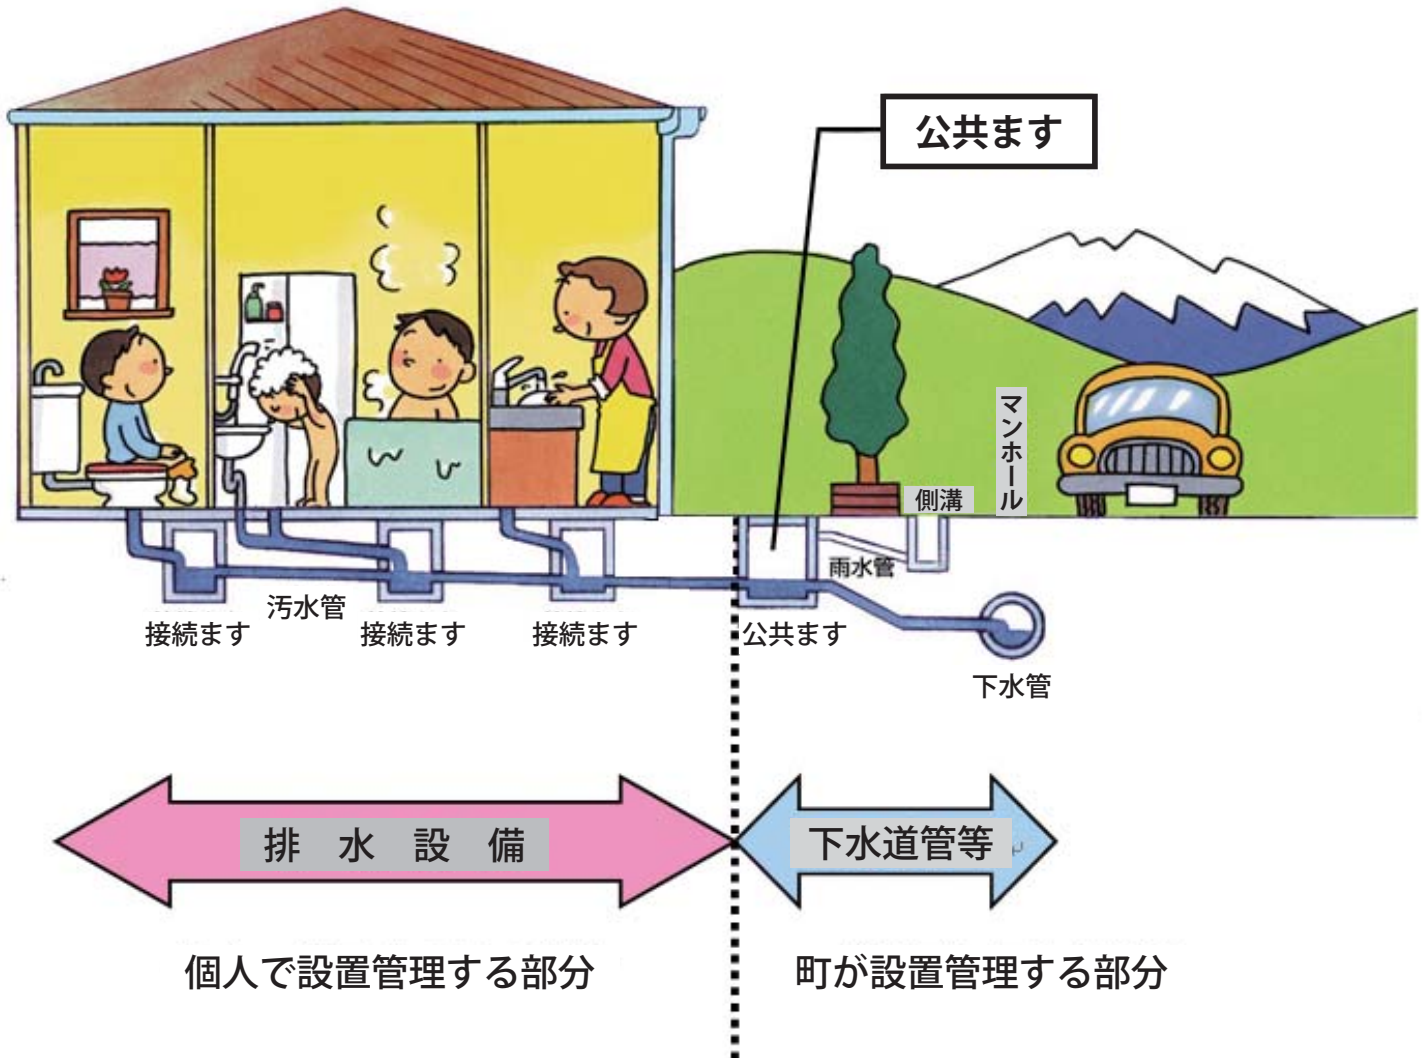 公共ます
マンホール
側溝
雨水管
汚水管
接続ます
接続ます
接続ます
公共ます
下水管
排水設備
下水道管等
個人で設置管理する部分
町が設置管理する部分